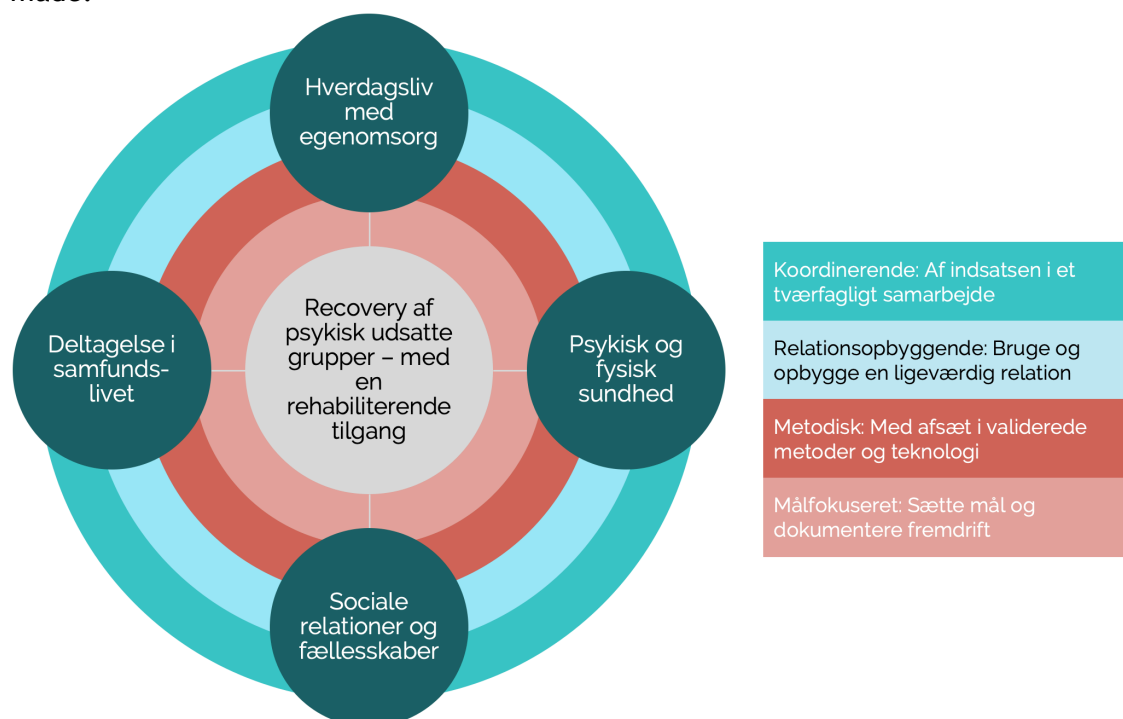 Hverdagsliv
med
egenomsorg
Deltagelse i
samfunds-
livet
Recovery af
psykisk udsatte
grupper – med
en
rehabiliterende
tilgang
Psykisk og
fysisk
sundhed
Sociale
relationer og
fællesskaber
Koordinerende: Af indsatsen i et
tværfagligt samarbejde
Relationsopbyggende: Bruge og
opbygge en ligeværdig relation
Metodisk: Med afsæt i validerede
metoder og teknologi
Målfokuseret: Sætte mål og
dokumentere fremdrift